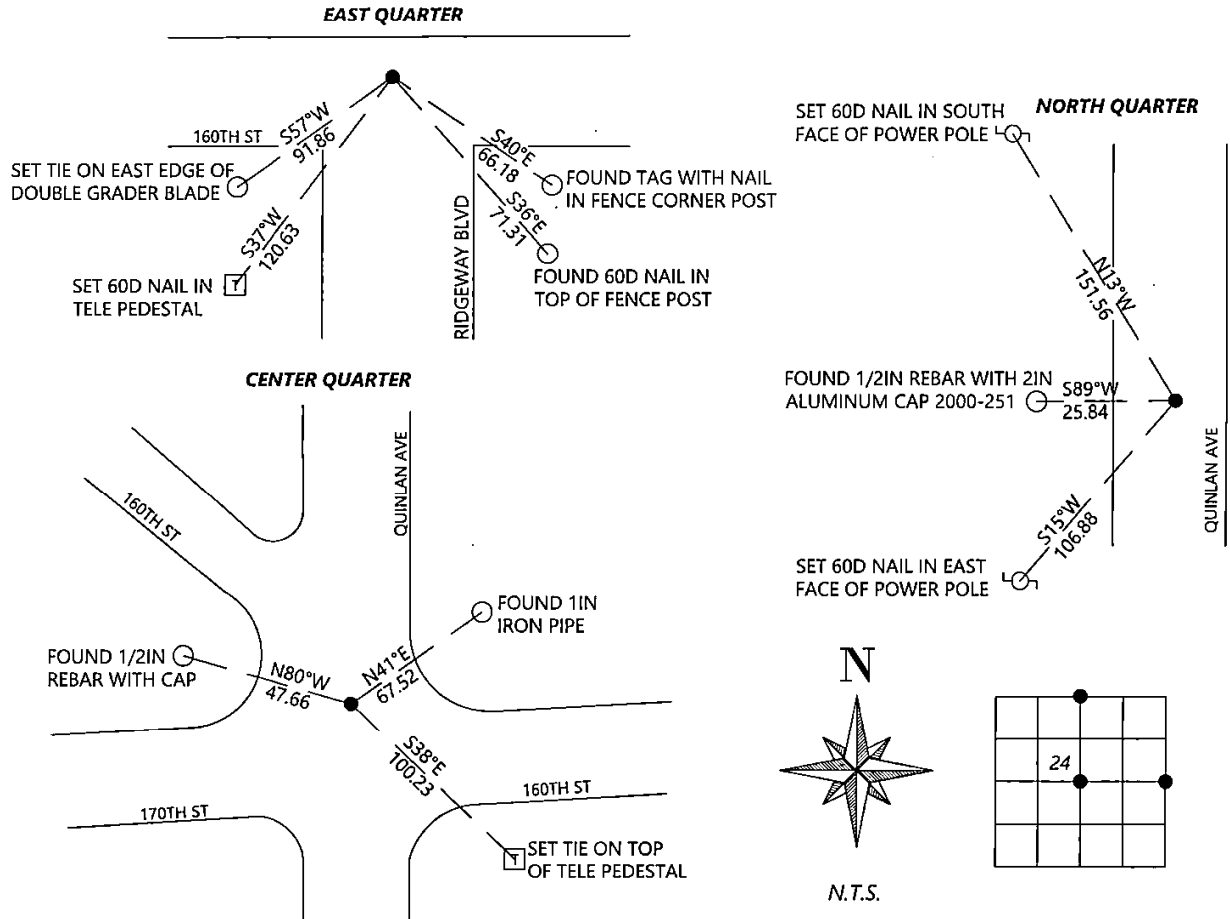 EAST QUARTER
160TH ST
S57°W
91.86
S40°E
66.18
SET TIE ON EAST EDGE OF
DOUBLE GRADER BLADE
FOUND TAG WITH NAIL
IN FENCE CORNER POST
S37°W
120.63
S36°E
71.31
RIDGEWAY BLVD
SET 60D NAIL IN
TELE PEDESTAL
T
FOUND 60D NAIL IN
TOP OF FENCE POST
NORTH QUARTER
SET 60D NAIL IN SOUTH
FACE OF POWER POLE
N13°W
151.56
FOUND 1/2IN REBAR WITH 2IN
ALUMINUM CAP 2000-251
S89°W
25.84
QUINLAN AVE
S15°W
106.88
SET 60D NAIL IN EAST
FACE OF POWER POLE
CENTER QUARTER
160TH ST
QUINLAN AVE
FOUND 1IN
IRON PIPE
FOUND 1/2IN
REBAR WITH CAP
N80°W
47.66
N41°E
67.52
S38°E
100.23
160TH ST
170TH ST
T
SET TIE ON TOP
OF TELE PEDESTAL
N
N.T.S.
24